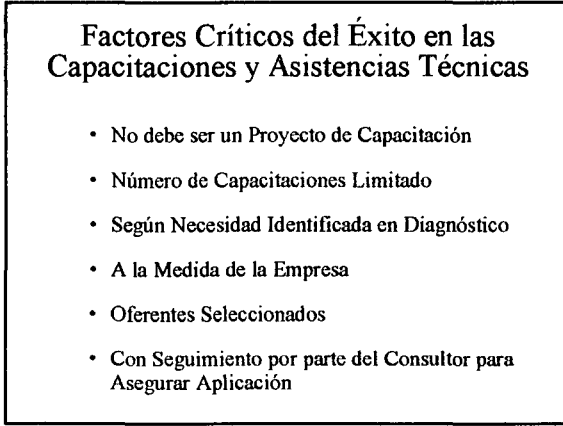 Factores Críticos del Éxito en las
Capacitaciones y Asistencias Técnicas
• No debe ser un Proyecto de Capacitación
• Número de Capacitaciones Limitado
• Según Necesidad Identificada en Diagnóstico
• A la Medida de la Empresa
• Oferentes Seleccionados
• Con Seguimiento por parte del Consultor para
Asegurar Aplicación